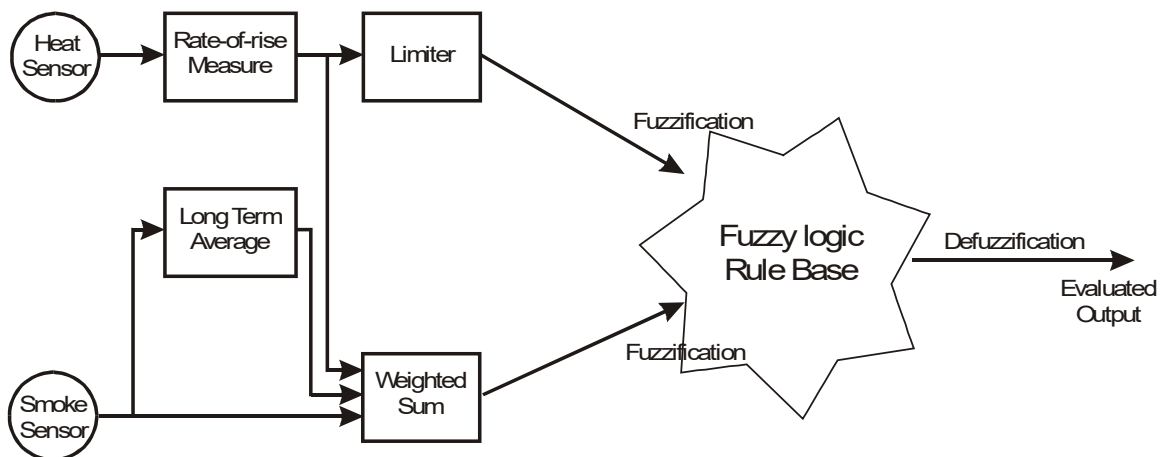 Heat
Sensor
Rate-of-rise
Measure
Limiter
Fuzzification
Long Term
Average
Fuzzy logic
Rule Base
Defuzzification
Evaluated
Output
Fuzzification
Smoke
Sensor
Weighted
Sum